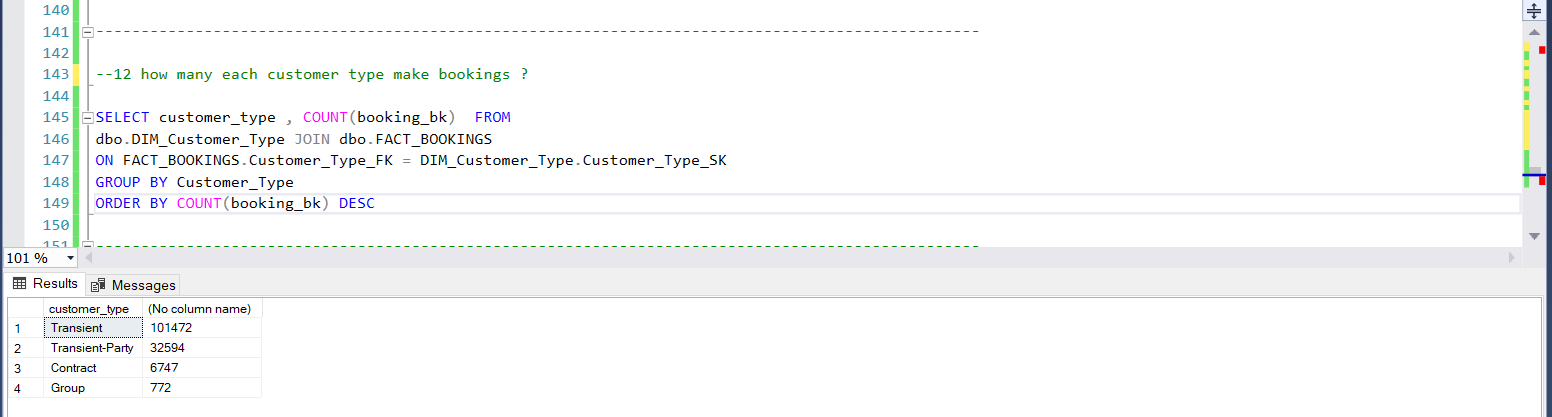 140
141 -------------------------------------------------------------------------------------------------
142
143 --12 how many each customer type make bookings ?
144
145 SELECT customer_type , COUNT(booking_bk)  FROM
146 dbo.DIM_Customer_Type JOIN dbo.FACT_BOOKINGS
147 ON FACT_BOOKINGS.Customer_Type_FK = DIM_Customer_Type.Customer_Type_SK
148 GROUP BY Customer_Type
149 ORDER BY COUNT(booking_bk) DESC
150
151 -------------------------------------------------------------------------------------------------
101 %
Results Messages
customer_type (No column name)
1 Transient 101472
2 Transient-Party 32594
3 Contract 6747
4 Group 772